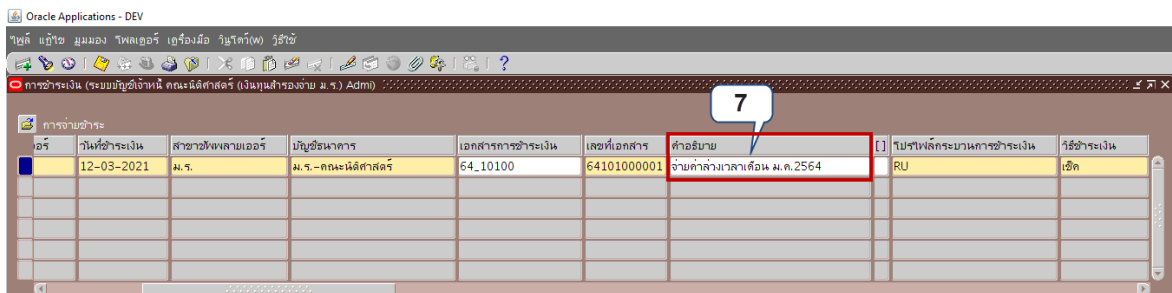 Oracle Applications - DEV
ไฟล์ แก้ไข มุมมอง โฟลเดอร์ เครื่องมือ วินโดว์(w) วิธีใช้
การชำระเงิน (ระบบบัญชีเจ้าหนี้ คณะนิติศาสตร์ (เงินทุนสำรองจ่าย ม.ร.) Admi)
7
การจ่ายชำระ
เอร์ วันที่ชำระเงิน สาขาซัพพลายเออร์ บัญชีธนาคาร เอกสารการชำระเงิน เลขที่เอกสาร คำอธิบาย [ ] โปรไฟล์กระบวนการชำระเงิน วิธีชำระเงิน
12-03-2021 ม.ร. ม.ร.-คณะนิติศาสตร์ 64_10100 64101000001 จ่ายค่าล่วงเวลาเดือน ม.ค.2564 RU เช็ค